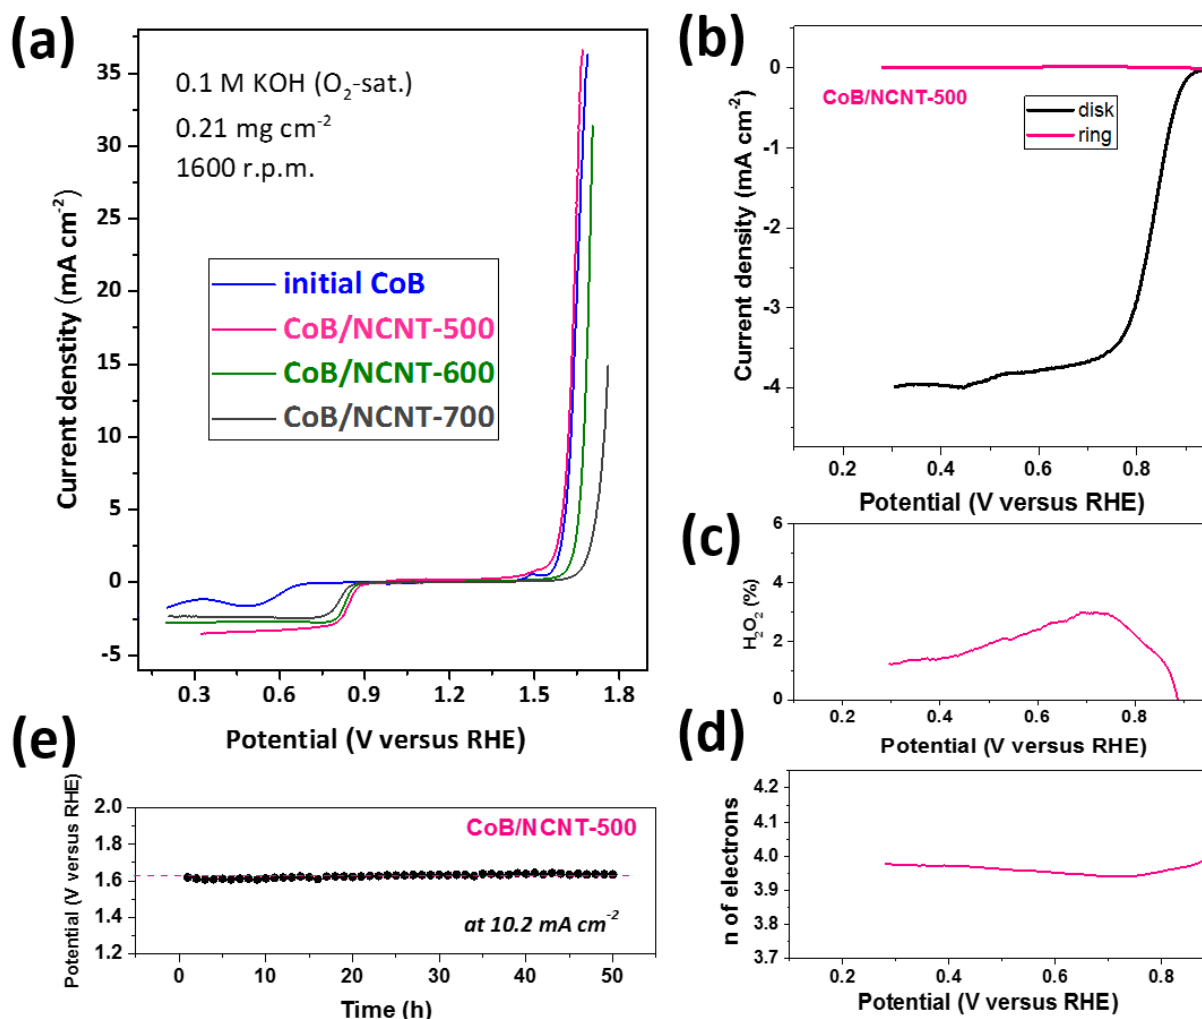 (a)
0.1 M KOH (O₂-sat.)
0.21 mg cm⁻²
1600 r.p.m.
initial CoB
CoB/NCNT-500
CoB/NCNT-600
CoB/NCNT-700
Current denstity (mA cm⁻²)
35
30
25
20
15
10
5
0
-5
0.3 0.6 0.9 1.2 1.5 1.8
Potential (V versus RHE)
(b)
CoB/NCNT-500
disk
ring
Current density (mA cm⁻²)
0
-1
-2
-3
-4
0.2 0.4 0.6 0.8
Potential (V versus RHE)
(c)
H₂O₂ (%)
6
4
2
0
0.2 0.4 0.6 0.8
Potential (V versus RHE)
(d)
n of electrons
4.2
4.1
4.0
3.9
3.8
3.7
0.2 0.4 0.6 0.8
Potential (V versus RHE)
(e)
CoB/NCNT-500
at 10.2 mA cm⁻²
Potential (V versus RHE)
2.0
1.8
1.6
1.4
1.2
0 10 20 30 40 50
Time (h)